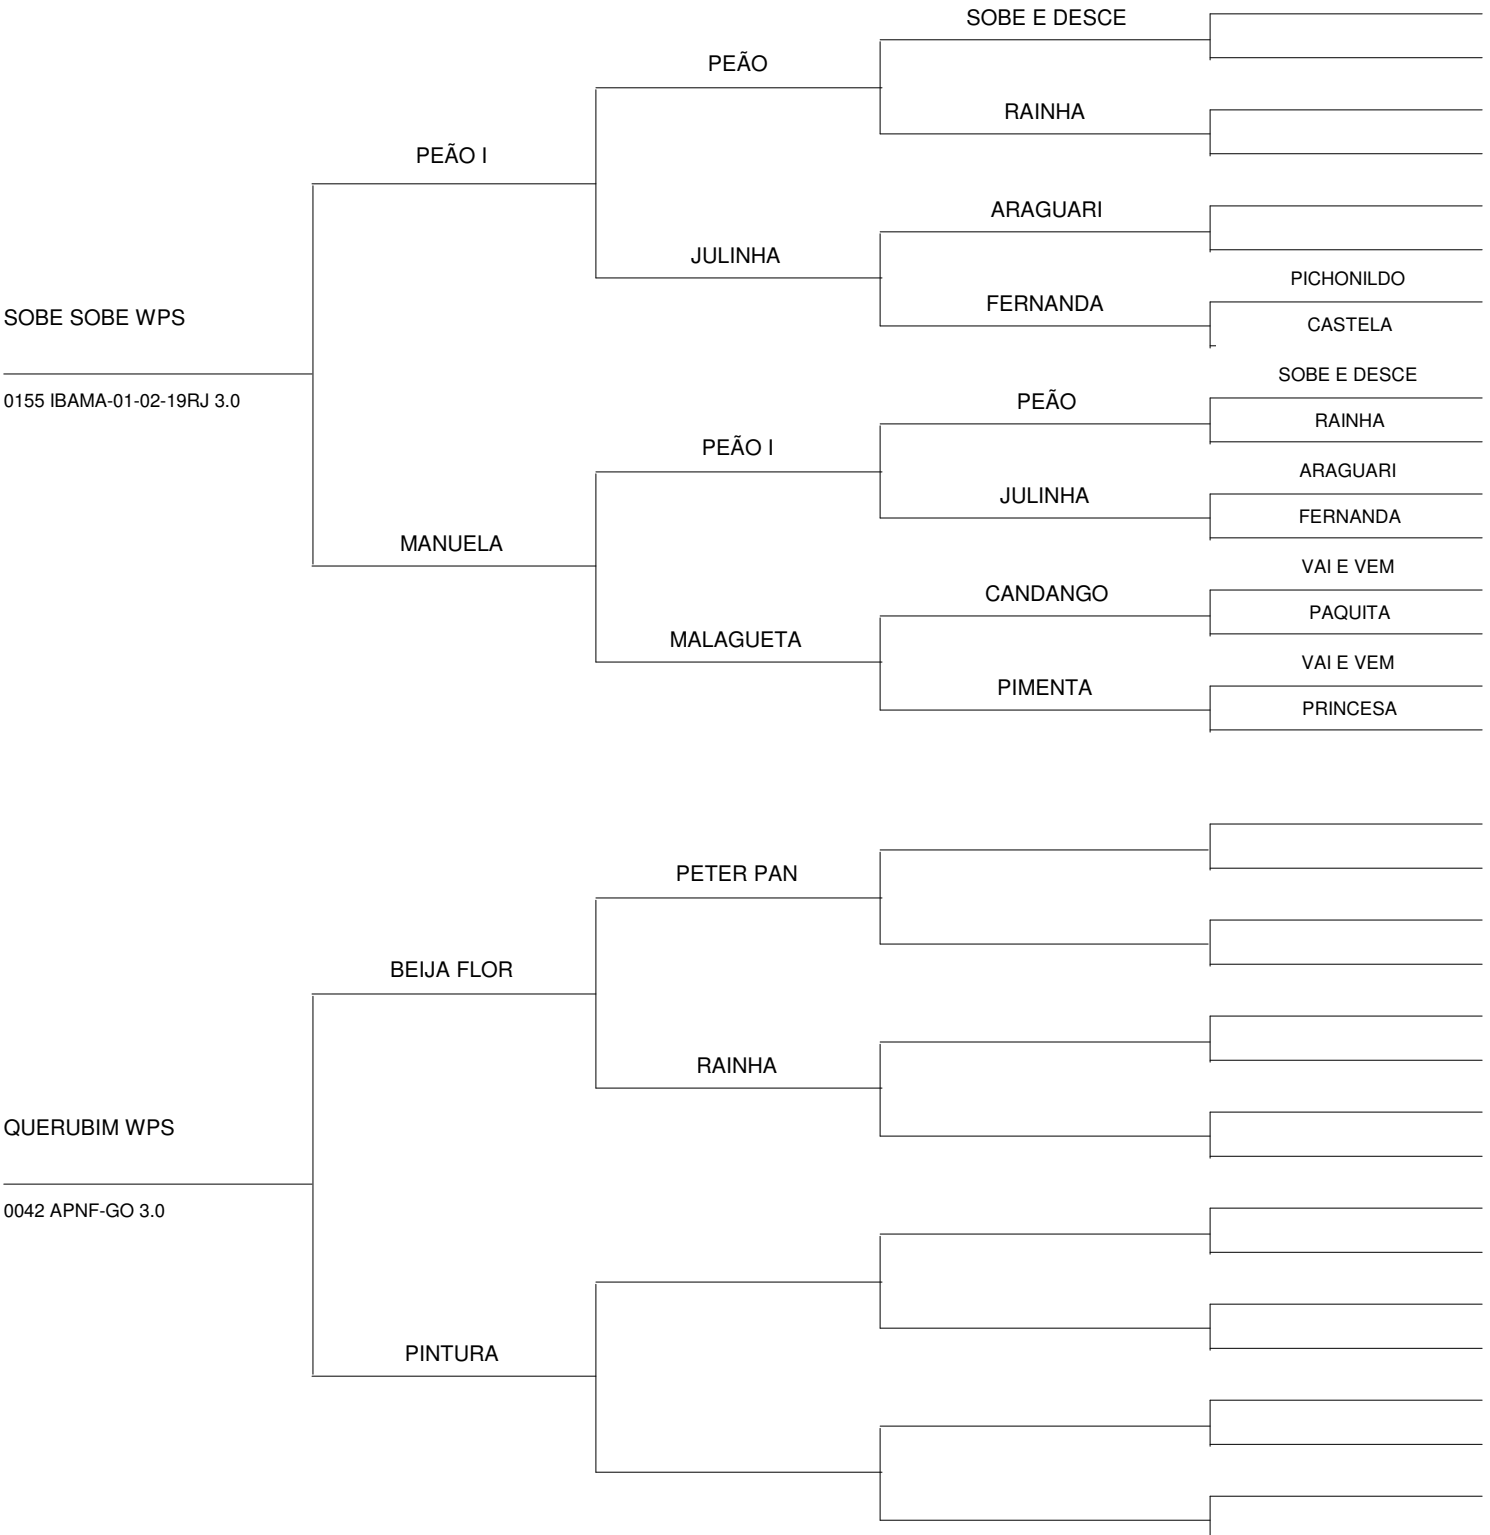 SOBE E DESCE
PEÃO
RAINHA
PEÃO I
ARAGUARI
JULINHA
PICHONILDO
FERNANDA
SOBE SOBE WPS
CASTELA
SOBE E DESCE
0155 IBAMA-01-02-19RJ 3.0
PEÃO
RAINHA
PEÃO I
ARAGUARI
JULINHA
FERNANDA
MANUELA
VAI E VEM
CANDANGO
PAQUITA
MALAGUETA
VAI E VEM
PIMENTA
PRINCESA
PETER PAN
BEIJA FLOR
RAINHA
QUERUBIM WPS
0042 APNF-GO 3.0
PINTURA